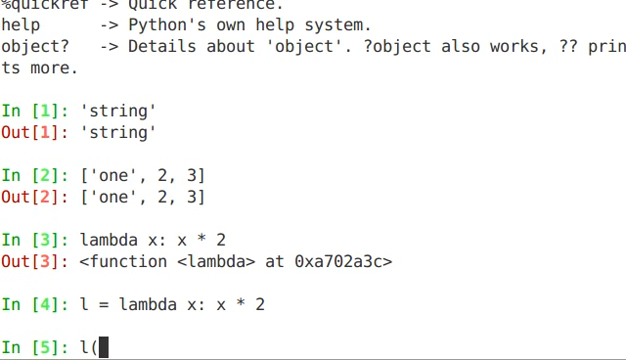 %quickref -> Quick reference.
help      -> Python's own help system.
object?   -> Details about 'object'. ?object also works, ?? prin
ts more.
In [1]: 'string'
Out[1]: 'string'
In [2]: ['one', 2, 3]
Out[2]: ['one', 2, 3]
In [3]: lambda x: x * 2
Out[3]: <function <lambda> at 0xa702a3c>
In [4]: l = lambda x: x * 2
In [5]: l(